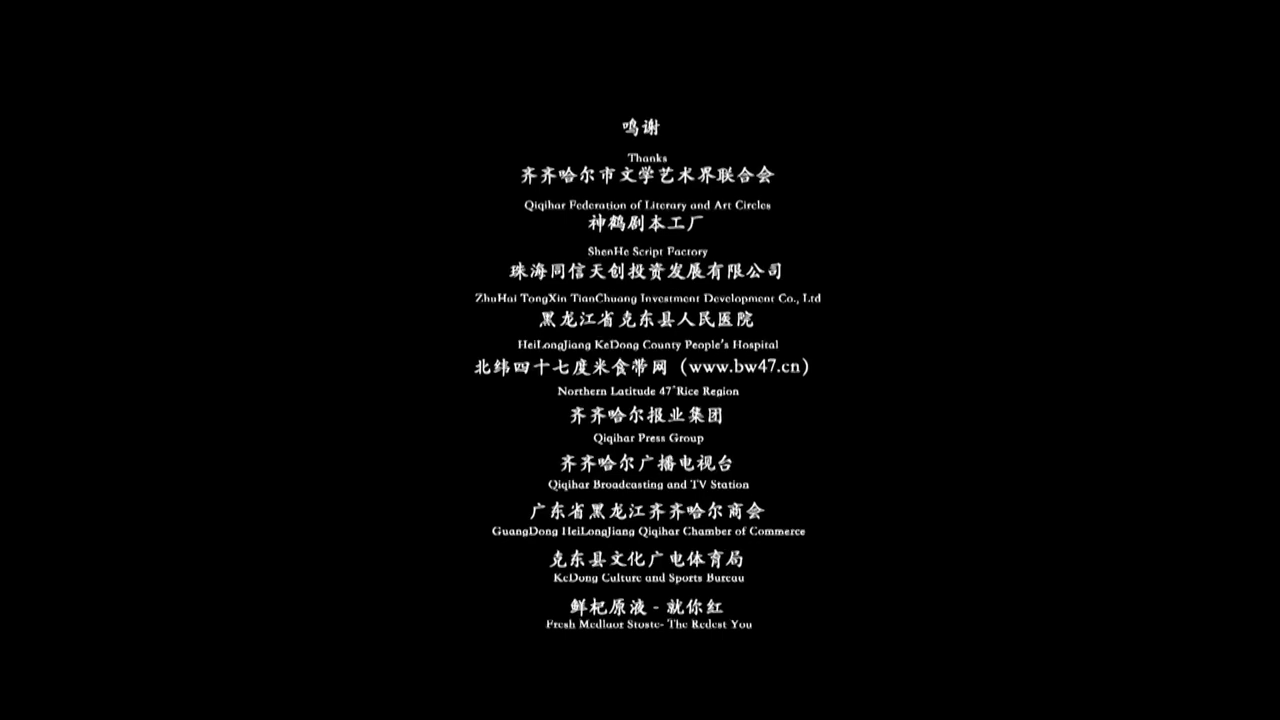 鸣谢
Thanks
齐齐哈尔市文学艺术界联合会
Qiqihar Federation of Literary and Art Circles
神鹤剧本工厂
ShenHe Script Factory
珠海同信天创投资发展有限公司
ZhuHai TongXin TianChuang Investment Development Co., Ltd
黑龙江省克东县人民医院
HeiLongJiang KeDong County People's Hospital
北纬四十七度米食带网（www.bw47.cn）
Northern Latitude 47°Rice Region
齐齐哈尔报业集团
Qiqihar Press Group
齐齐哈尔广播电视台
Qiqihar Broadcasting and TV Station
广东省黑龙江齐齐哈尔商会
GuangDong HeiLongJiang Qiqihar Chamber of Commerce
克东县文化广电体育局
KeDong Culture and Sports Bureau
鲜杞原液 - 就你红
Fresh Medlaor Stoste- The Redest You